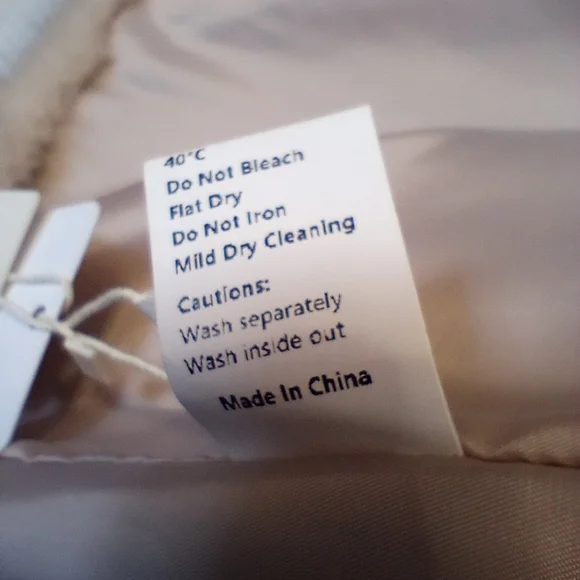 40°C
Do Not Bleach
Flat Dry
Do Not Iron
Mild Dry Cleaning
Cautions:
Wash separately
Wash inside out
Made In China